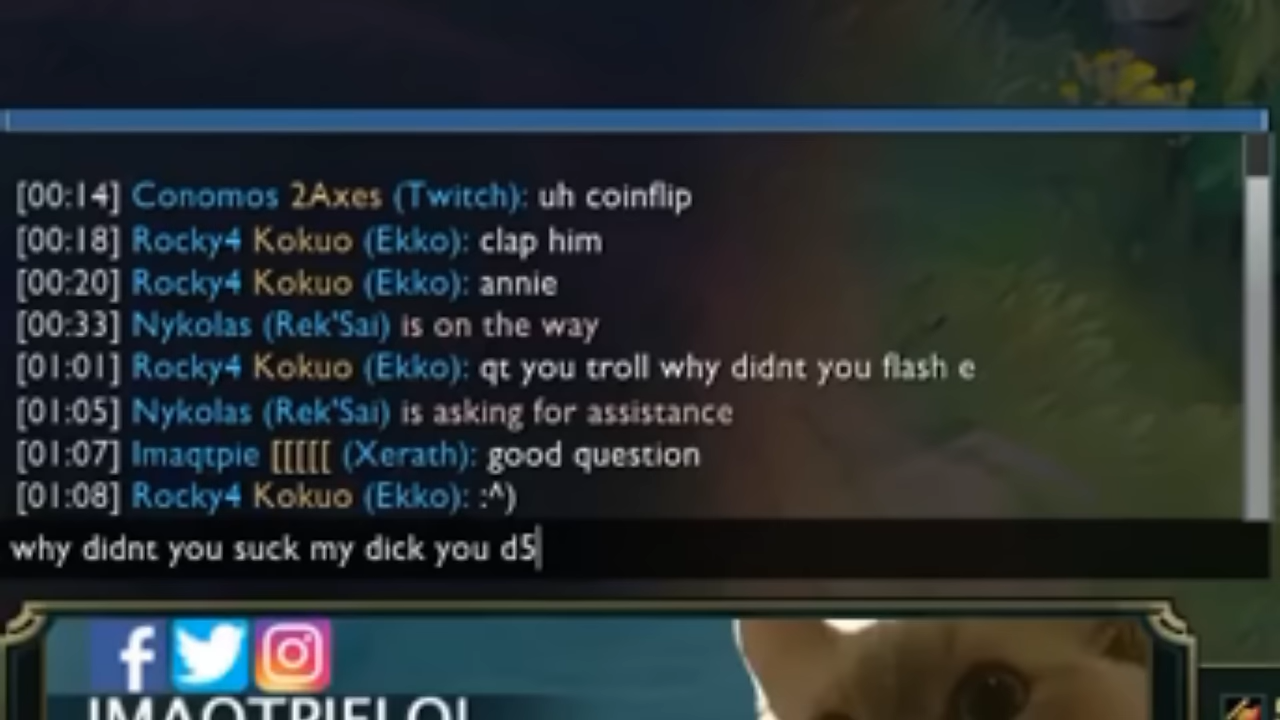 [00:14] Conomos 2Axes (Twitch): uh coinflip
[00:18] Rocky4 Kokuo (Ekko): clap him
[00:20] Rocky4 Kokuo (Ekko): annie
[00:33] Nykolas (Rek'Sai) is on the way
[01:01] Rocky4 Kokuo (Ekko): qt you troll why didnt you flash e
[01:05] Nykolas (Rek'Sai) is asking for assistance
[01:07] Imaqtpie [[[[[ (Xerath): good question
[01:08] Rocky4 Kokuo (Ekko): :^)
why didnt you suck my dick you d5
IMAQTPIELOL